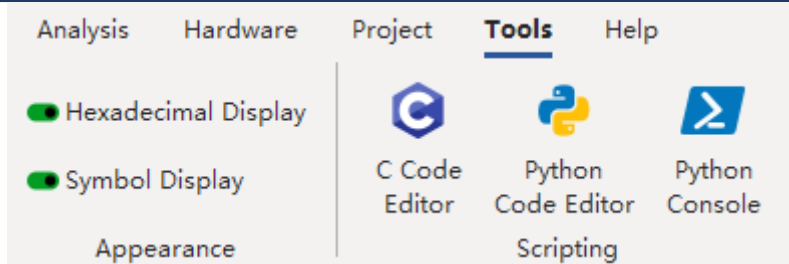 Analysis Hardware Project Tools Help
Hexadecimal Display
Symbol Display
Appearance
C Code
Editor
Python
Code Editor
Python
Console
Scripting